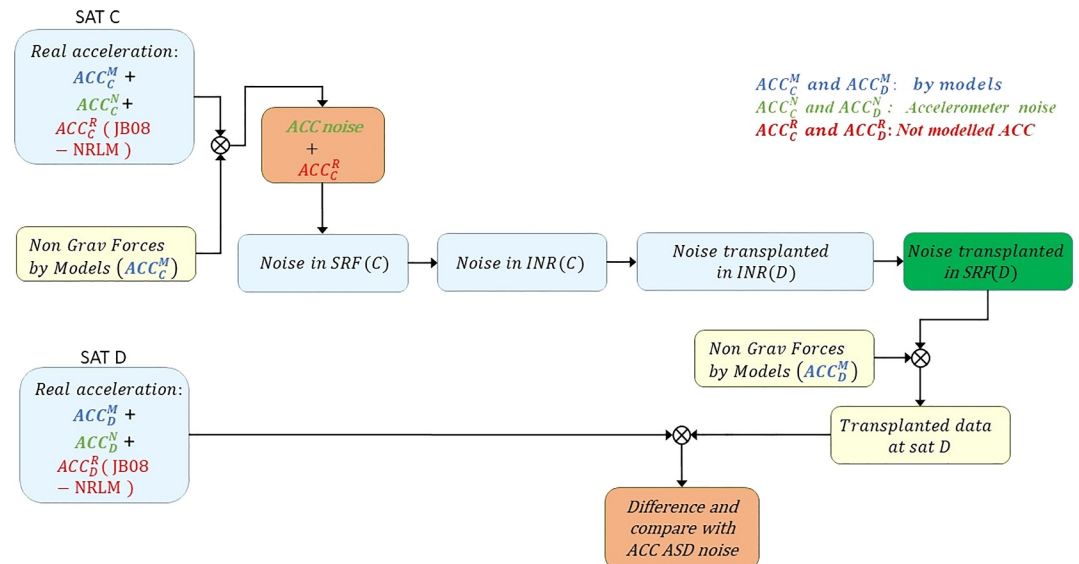 SAT C
Real acceleration:
ACC_C^M +
ACC_C^N +
ACC_C^R ( JB08
− NRLM )
ACC noise
+
ACC_C^R
ACC_C^M and ACC_D^M: by models
ACC_C^N and ACC_D^N : Accelerometer noise
ACC_C^R and ACC_D^R: Not modelled ACC
Non Grav Forces
by Models (ACC_C^M)
Noise in SRF(C)
Noise in INR(C)
Noise transplanted
in INR(D)
Noise transplanted
in SRF(D)
Non Grav Forces
by Models (ACC_D^M)
SAT D
Real acceleration:
ACC_D^M +
ACC_D^N +
ACC_D^R ( JB08
− NRLM )
Transplanted data
at sat D
Difference and
compare with
ACC ASD noise